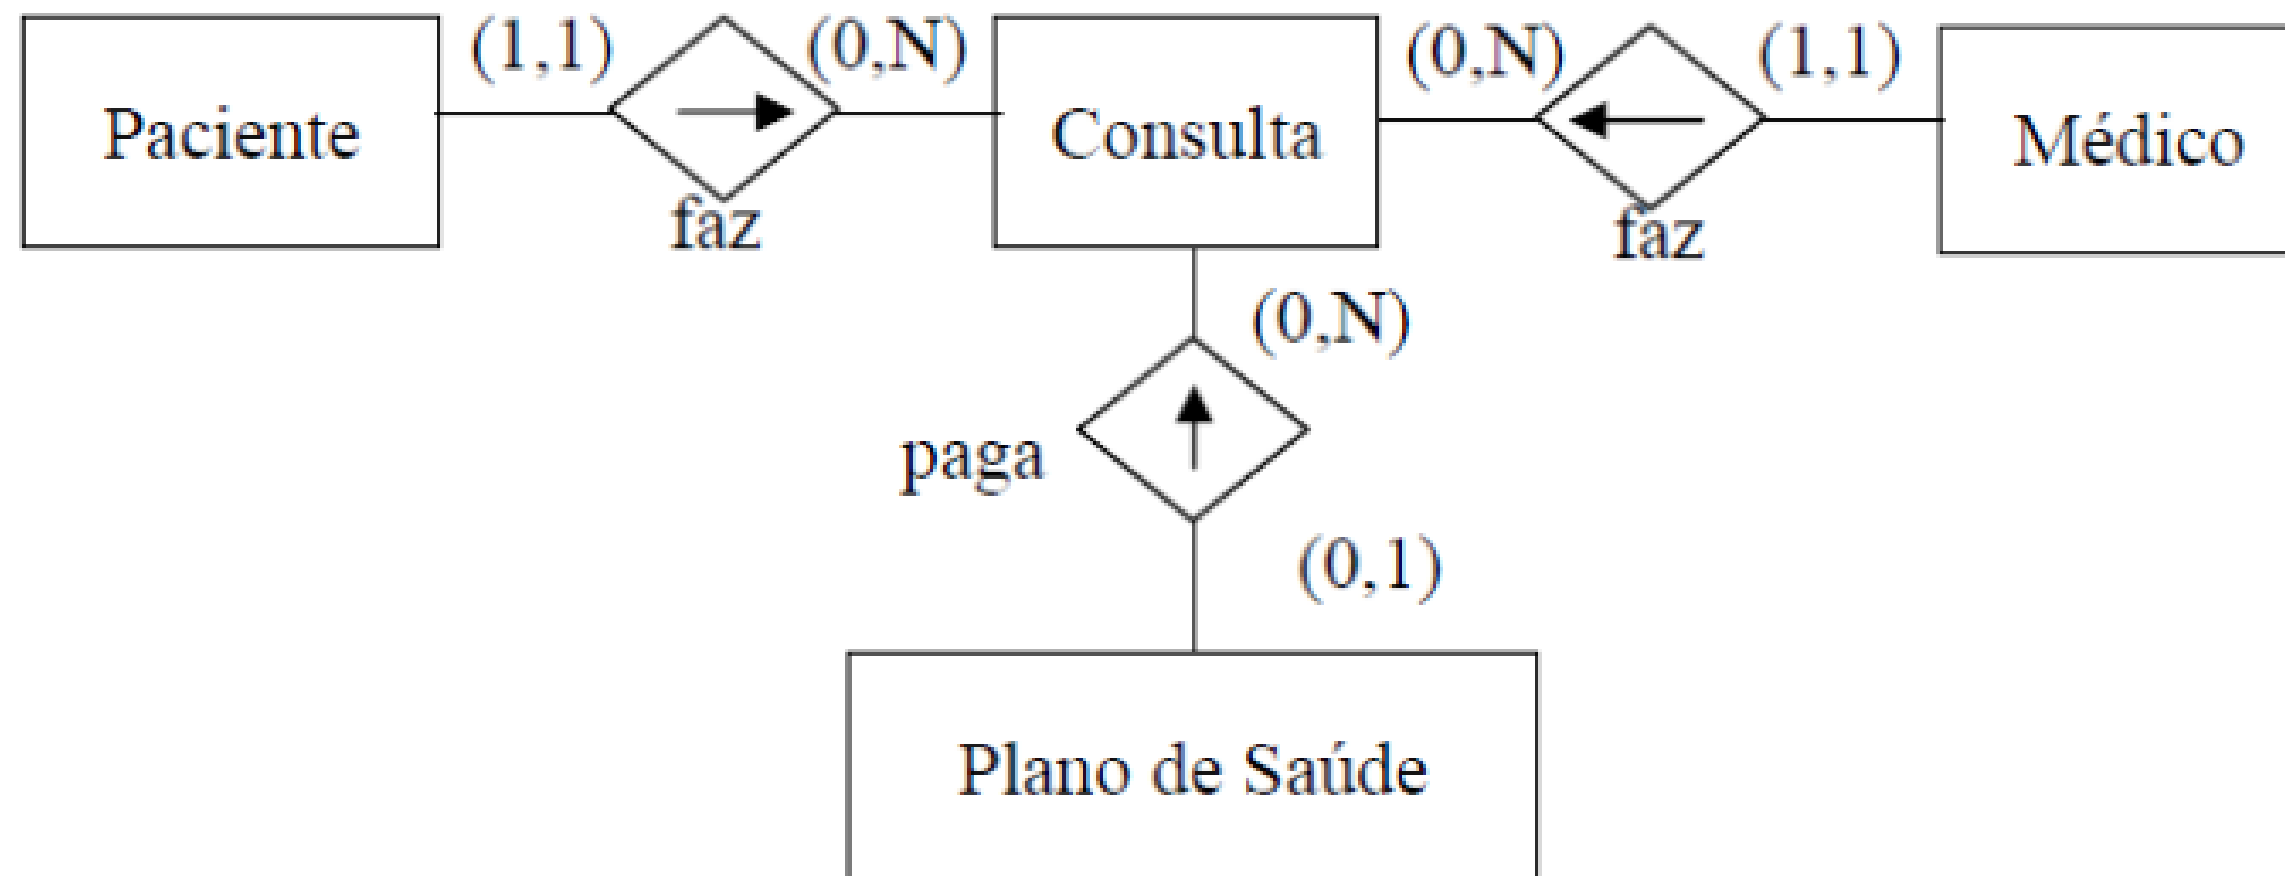 (1,1) (0,N) (0,N) (1,1)
Paciente Consulta Médico
faz faz
(0,N)
paga
(0,1)
Plano de Saúde